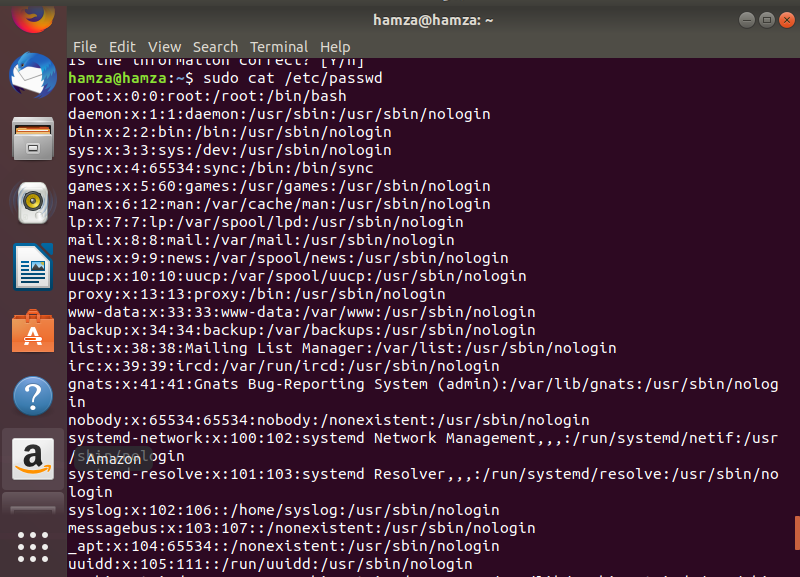 hamza@hamza: ~
File Edit View Search Terminal Help
Is the information correct? [Y/n]
hamza@hamza:~$ sudo cat /etc/passwd
root:x:0:0:root:/root:/bin/bash
daemon:x:1:1:daemon:/usr/sbin:/usr/sbin/nologin
bin:x:2:2:bin:/bin:/usr/sbin/nologin
sys:x:3:3:sys:/dev:/usr/sbin/nologin
sync:x:4:65534:sync:/bin:/bin/sync
games:x:5:60:games:/usr/games:/usr/sbin/nologin
man:x:6:12:man:/var/cache/man:/usr/sbin/nologin
lp:x:7:7:lp:/var/spool/lpd:/usr/sbin/nologin
mail:x:8:8:mail:/var/mail:/usr/sbin/nologin
news:x:9:9:news:/var/spool/news:/usr/sbin/nologin
uucp:x:10:10:uucp:/var/spool/uucp:/usr/sbin/nologin
proxy:x:13:13:proxy:/bin:/usr/sbin/nologin
www-data:x:33:33:www-data:/var/www:/usr/sbin/nologin
backup:x:34:34:backup:/var/backups:/usr/sbin/nologin
list:x:38:38:Mailing List Manager:/var/list:/usr/sbin/nologin
irc:x:39:39:ircd:/var/run/ircd:/usr/sbin/nologin
gnats:x:41:41:Gnats Bug-Reporting System (admin):/var/lib/gnats:/usr/sbin/nolog
in
nobody:x:65534:65534:nobody:/nonexistent:/usr/sbin/nologin
systemd-network:x:100:102:systemd Network Management,,,:/run/systemd/netif:/usr
/sbin/nologin
Amazon
systemd-resolve:x:101:103:systemd Resolver,,,:/run/systemd/resolve:/usr/sbin/no
login
syslog:x:102:106::/home/syslog:/usr/sbin/nologin
messagebus:x:103:107::/nonexistent:/usr/sbin/nologin
_apt:x:104:65534::/nonexistent:/usr/sbin/nologin
uuidd:x:105:111::/run/uuidd:/usr/sbin/nologin